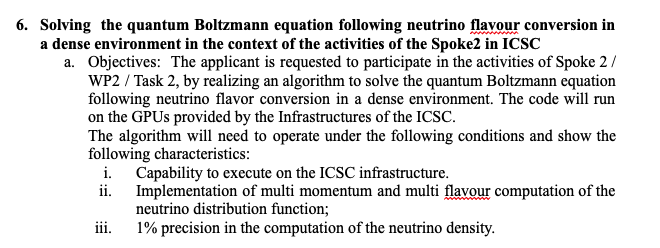 6. Solving the quantum Boltzmann equation following neutrino flavour conversion in
a dense environment in the context of the activities of the Spoke2 in ICSC
a. Objectives: The applicant is requested to participate in the activities of Spoke 2 /
WP2 / Task 2, by realizing an algorithm to solve the quantum Boltzmann equation
following neutrino flavor conversion in a dense environment. The code will run
on the GPUs provided by the Infrastructures of the ICSC.
The algorithm will need to operate under the following conditions and show the
following characteristics:
i. Capability to execute on the ICSC infrastructure.
ii. Implementation of multi momentum and multi flavour computation of the
neutrino distribution function;
iii. 1% precision in the computation of the neutrino density.